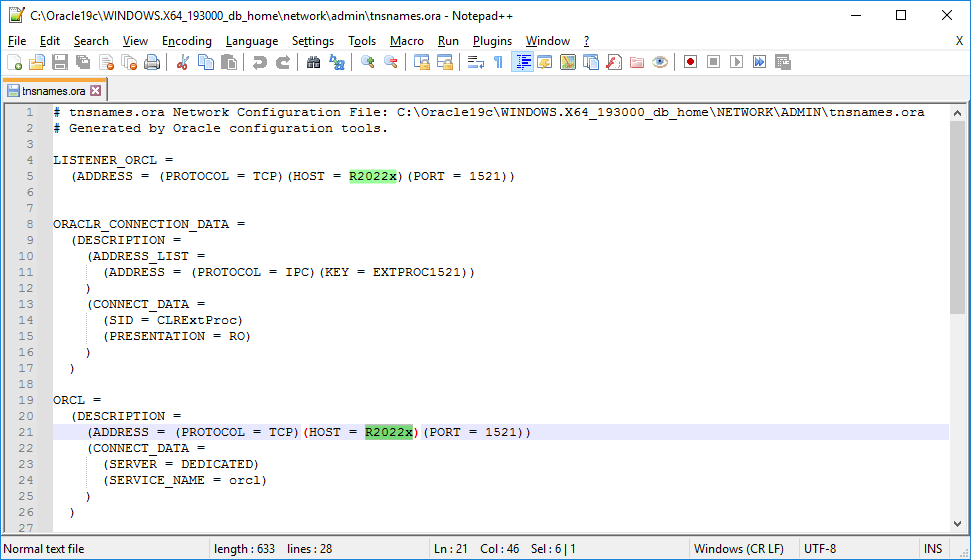 C:\Oracle19c\WINDOWS.X64_193000_db_home\network\admin\tnsnames.ora - Notepad++
File Edit Search View Encoding Language Settings Tools Macro Run Plugins Window ? X
tnsnames.ora
1 # tnsnames.ora Network Configuration File: C:\Oracle19c\WINDOWS.X64_193000_db_home\NETWORK\ADMIN\tnsnames.ora
2 # Generated by Oracle configuration tools.
3
4 LISTENER_ORCL =
5   (ADDRESS = (PROTOCOL = TCP)(HOST = R2022x)(PORT = 1521))
6
7
8 ORACLR_CONNECTION_DATA =
9   (DESCRIPTION =
10     (ADDRESS_LIST =
11       (ADDRESS = (PROTOCOL = IPC)(KEY = EXTPROC1521))
12     )
13     (CONNECT_DATA =
14       (SID = CLRExtProc)
15       (PRESENTATION = RO)
16     )
17   )
18
19 ORCL =
20   (DESCRIPTION =
21     (ADDRESS = (PROTOCOL = TCP)(HOST = R2022x)(PORT = 1521))
22     (CONNECT_DATA =
23       (SERVER = DEDICATED)
24       (SERVICE_NAME = orcl)
25     )
26   )
27
Normal text file length : 633 lines : 28 Ln : 21 Col : 46 Sel : 6 | 1 Windows (CR LF) UTF-8 INS